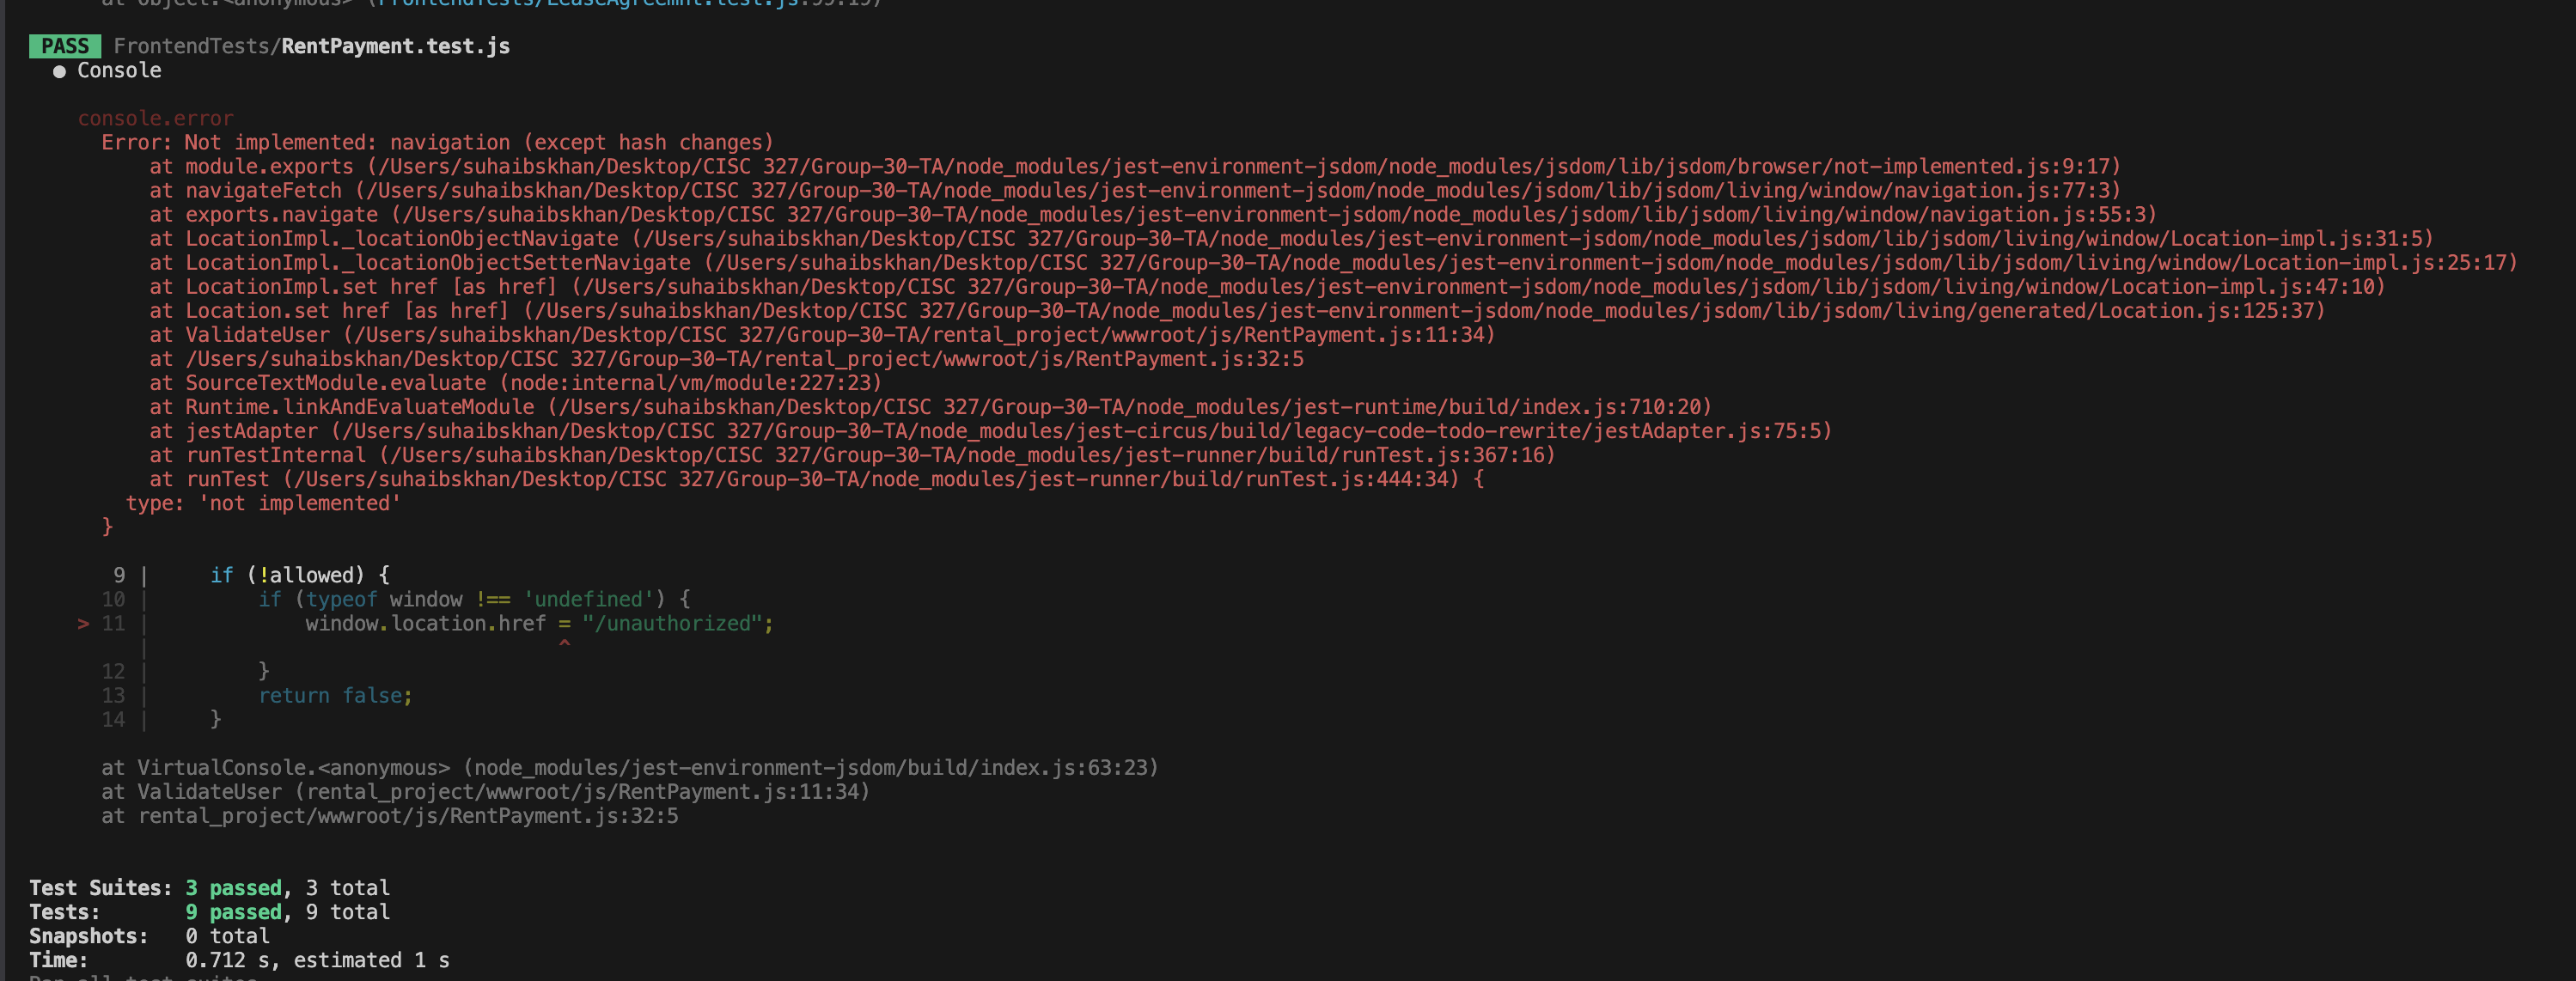 at Object.<anonymous> (FrontendTests/LeaseAgreemnt.test.js:99:19)
PASS FrontendTests/RentPayment.test.js
● Console
console.error
Error: Not implemented: navigation (except hash changes)
at module.exports (/Users/suhaibskhan/Desktop/CISC 327/Group-30-TA/node_modules/jest-environment-jsdom/node_modules/jsdom/lib/jsdom/browser/not-implemented.js:9:17)
at navigateFetch (/Users/suhaibskhan/Desktop/CISC 327/Group-30-TA/node_modules/jest-environment-jsdom/node_modules/jsdom/lib/jsdom/living/window/navigation.js:77:3)
at exports.navigate (/Users/suhaibskhan/Desktop/CISC 327/Group-30-TA/node_modules/jest-environment-jsdom/node_modules/jsdom/lib/jsdom/living/window/navigation.js:55:3)
at LocationImpl._locationObjectNavigate (/Users/suhaibskhan/Desktop/CISC 327/Group-30-TA/node_modules/jest-environment-jsdom/node_modules/jsdom/lib/jsdom/living/window/Location-impl.js:31:5)
at LocationImpl._locationObjectSetterNavigate (/Users/suhaibskhan/Desktop/CISC 327/Group-30-TA/node_modules/jest-environment-jsdom/node_modules/jsdom/lib/jsdom/living/window/Location-impl.js:25:17)
at LocationImpl.set href [as href] (/Users/suhaibskhan/Desktop/CISC 327/Group-30-TA/node_modules/jest-environment-jsdom/node_modules/jsdom/lib/jsdom/living/window/Location-impl.js:47:10)
at Location.set href [as href] (/Users/suhaibskhan/Desktop/CISC 327/Group-30-TA/node_modules/jest-environment-jsdom/node_modules/jsdom/lib/jsdom/living/generated/Location.js:125:37)
at ValidateUser (/Users/suhaibskhan/Desktop/CISC 327/Group-30-TA/rental_project/wwwroot/js/RentPayment.js:11:34)
at /Users/suhaibskhan/Desktop/CISC 327/Group-30-TA/rental_project/wwwroot/js/RentPayment.js:32:5
at SourceTextModule.evaluate (node:internal/vm/module:227:23)
at Runtime.linkAndEvaluateModule (/Users/suhaibskhan/Desktop/CISC 327/Group-30-TA/node_modules/jest-runtime/build/index.js:710:20)
at jestAdapter (/Users/suhaibskhan/Desktop/CISC 327/Group-30-TA/node_modules/jest-circus/build/legacy-code-todo-rewrite/jestAdapter.js:75:5)
at runTestInternal (/Users/suhaibskhan/Desktop/CISC 327/Group-30-TA/node_modules/jest-runner/build/runTest.js:367:16)
at runTest (/Users/suhaibskhan/Desktop/CISC 327/Group-30-TA/node_modules/jest-runner/build/runTest.js:444:34) {
type: 'not implemented'
}
9 | if (!allowed) {
10 | if (typeof window !== 'undefined') {
> 11 | window.location.href = "/unauthorized";
| ^
12 | }
13 | return false;
14 | }
at VirtualConsole.<anonymous> (node_modules/jest-environment-jsdom/build/index.js:63:23)
at ValidateUser (rental_project/wwwroot/js/RentPayment.js:11:34)
at rental_project/wwwroot/js/RentPayment.js:32:5
Test Suites: 3 passed, 3 total
Tests: 9 passed, 9 total
Snapshots: 0 total
Time: 0.712 s, estimated 1 s
Ran all test suites.